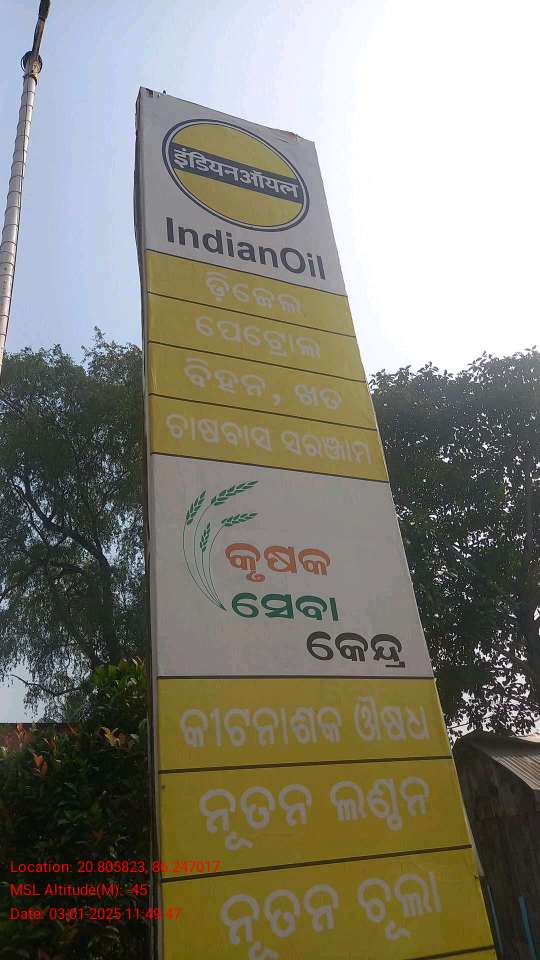 इंडियनऑयल
IndianOil
ଡ଼ିଜେଲ
ପେଟ୍ରୋଲ
ବିହନ, ଖତ
ଚାଷବାସ ସରଞ୍ଜାମ
କୃଷକ
ସେବା
କେନ୍ଦ୍ର
କୀଟନାଶକ ଔଷଧ
ନୂତନ ଲଣ୍ଠନ
ନୂତନ ଚୂଲା
Location: 20.805823, 86.247017
MSL Altitude(M): -45
Date: 03-01-2025 11:49:47